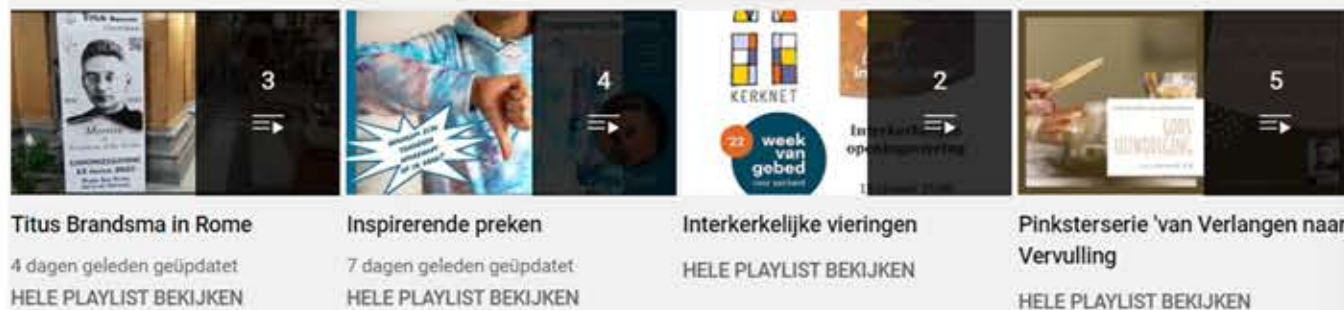 Titus Brandsma
3
Titus Brandsma in Rome
4 dagen geleden geüpdatet
HELE PLAYLIST BEKIJKEN
4
Inspirerende preken
7 dagen geleden geüpdatet
HELE PLAYLIST BEKIJKEN
KERKNET
'22 week
van
gebed
2
Interkerkelijke vieringen
HELE PLAYLIST BEKIJKEN
5
Pinksterserie 'van Verlangen naar
Vervulling
HELE PLAYLIST BEKIJKEN